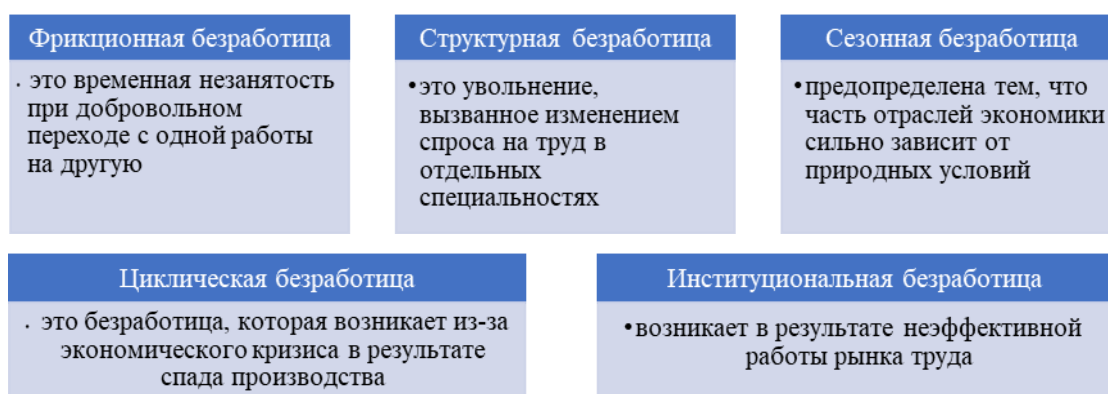 Фрикционная безработица
· это временная незанятость
при добровольном
переходе с одной работы
на другую
Структурная безработица
•это увольнение,
вызванное изменением
спроса на труд в
отдельных
специальностях
Сезонная безработица
•предопределена тем, что
часть отраслей экономики
сильно зависит от
природных условий
Циклическая безработица
· это безработица, которая возникает из-за
экономического кризиса в результате
спада производства
Институциональная безработица
•возникает в результате неэффективной
работы рынка труда